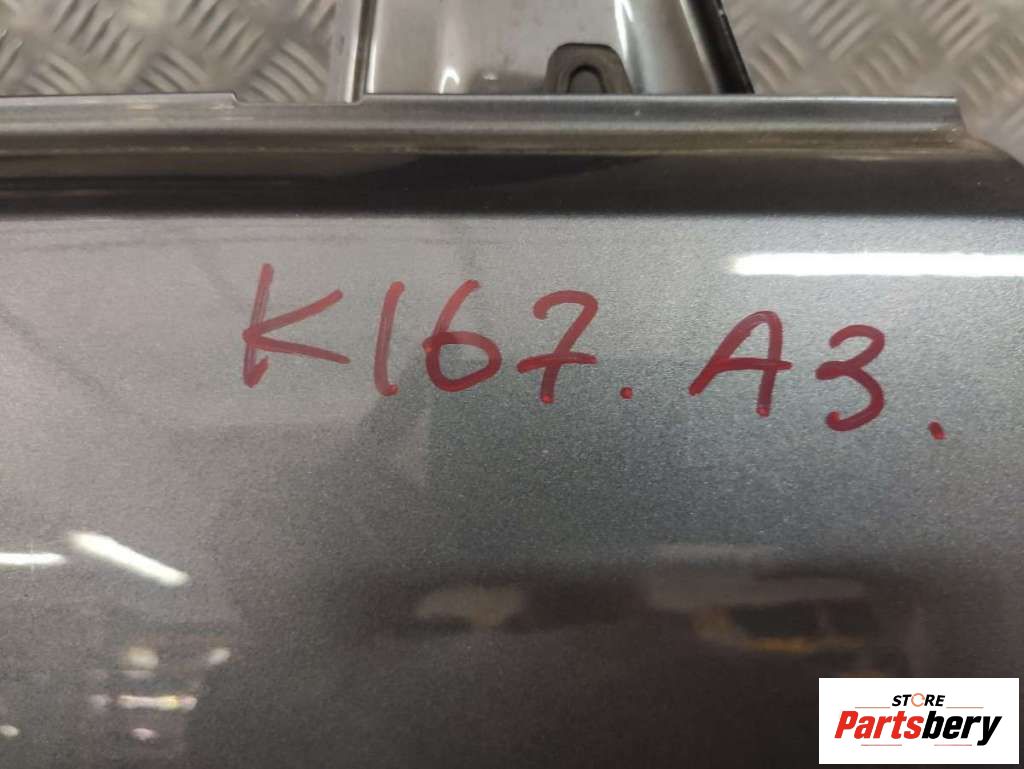 K167. A3.
STORE
Partsbery